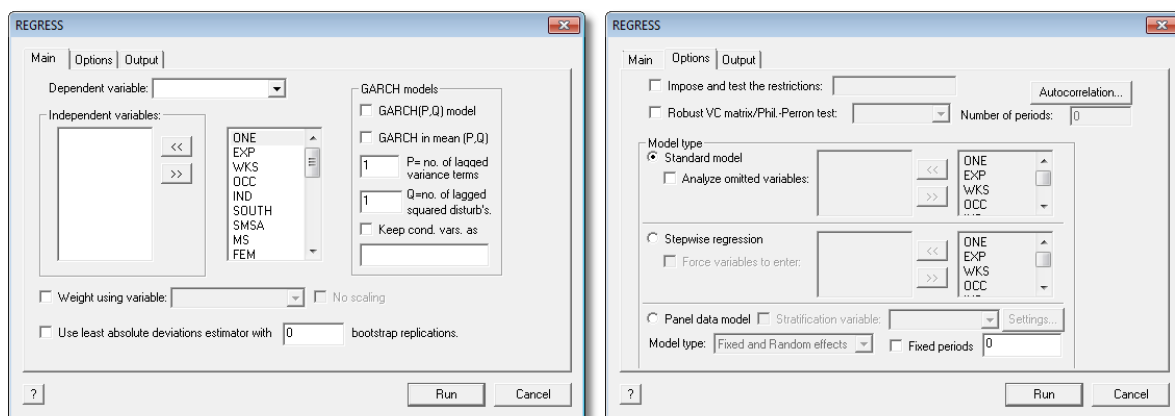 REGRESS
Main Options Output
Dependent variable:
Independent variables:
<<
>>
ONE
EXP
WKS
OCC
IND
SOUTH
SMSA
MS
FEM
GARCH models
GARCH(P,Q) model
GARCH in mean (P,Q)
1 P= no. of lagged
variance terms
1 Q=no. of lagged
squared disturb's.
Keep cond. vars. as
Weight using variable: No scaling
Use least absolute deviations estimator with 0 bootstrap replications.
? Run Cancel
REGRESS
Main Options Output
Impose and test the restrictions: Autocorrelation...
Robust VC matrix/Phil.-Perron test: Number of periods: 0
Model type
Standard model
Analyze omitted variables:
<<
>>
ONE
EXP
WKS
OCC
Stepwise regression
Force variables to enter:
<<
>>
ONE
EXP
WKS
OCC
Panel data model Stratification variable: Settings...
Model type: Fixed and Random effects Fixed periods 0
? Run Cancel